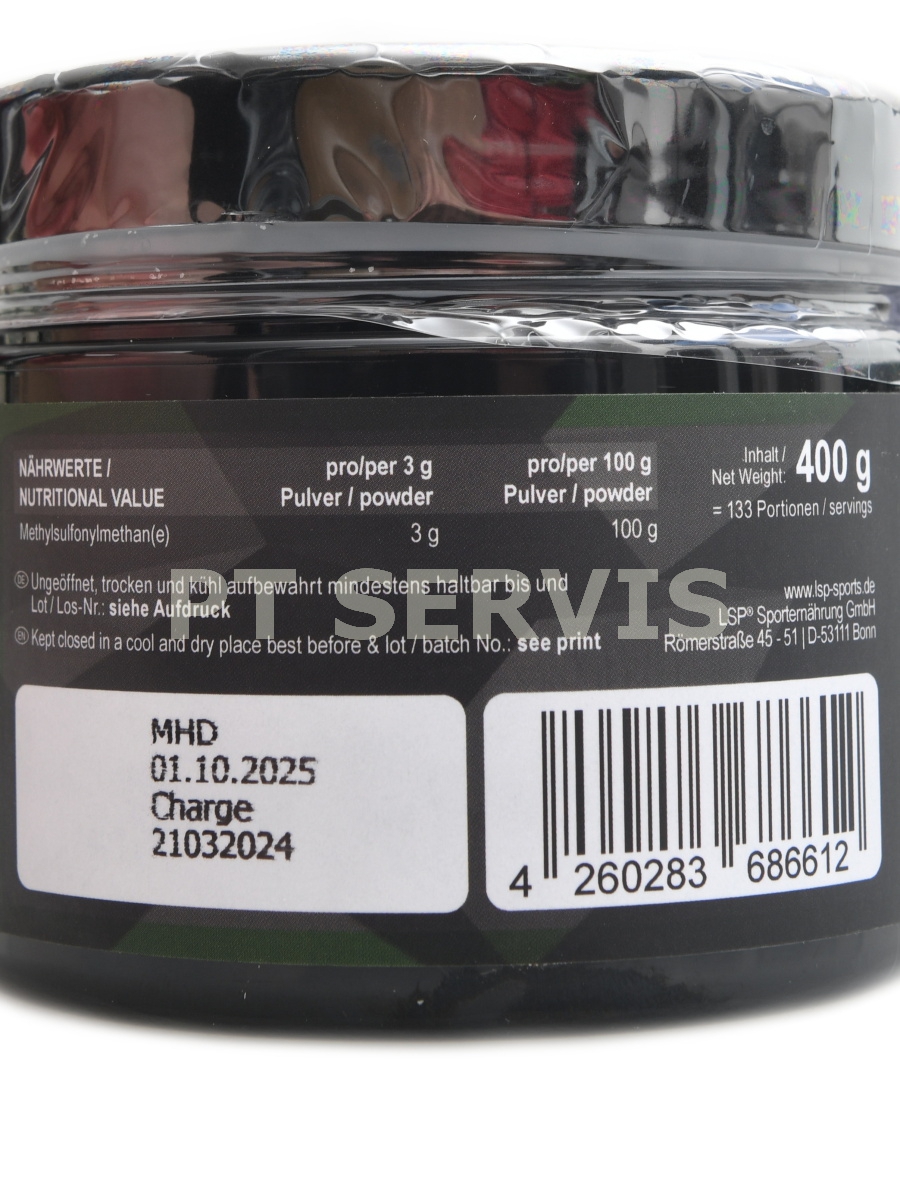 NÄHRWERTE /
NUTRITIONAL VALUE
pro/per 3 g
Pulver / powder
pro/per 100 g
Pulver / powder
Methylsulfonylmethan(e)
3 g
100 g
Inhalt /
Net Weight: 400 g
= 133 Portionen / servings
DE Ungeöffnet, trocken und kühl aufbewahrt mindestens haltbar bis und
Lot / Los-Nr.: siehe Aufdruck
EN Kept closed in a cool and dry place best before & lot / batch No.: see print
www.lsp-sports.de
LSP® Sporternährung GmbH
Römerstraße 45 - 51 | D-53111 Bonn
PT SERVIS
MHD
01.10.2025
Charge
21032024
4 260283 686612